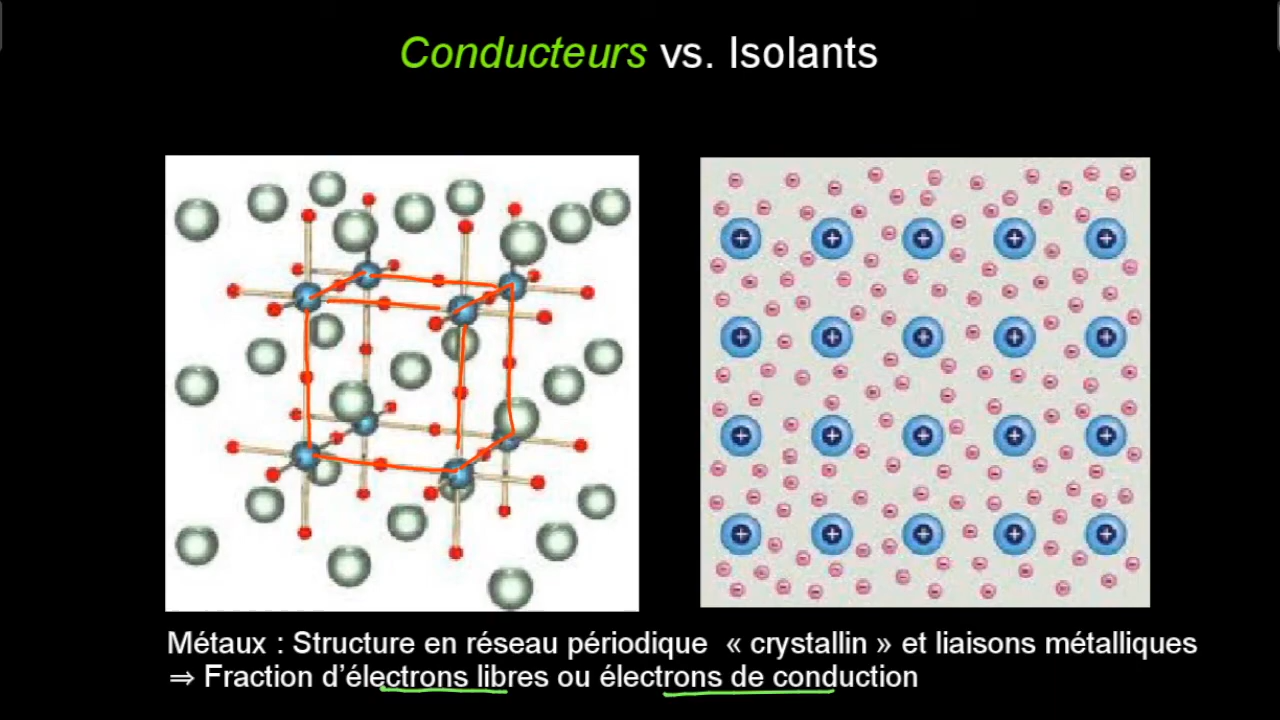 Conducteurs vs. Isolants
Métaux : Structure en réseau périodique « crystallin » et liaisons métalliques
⇒ Fraction d’électrons libres ou électrons de conduction